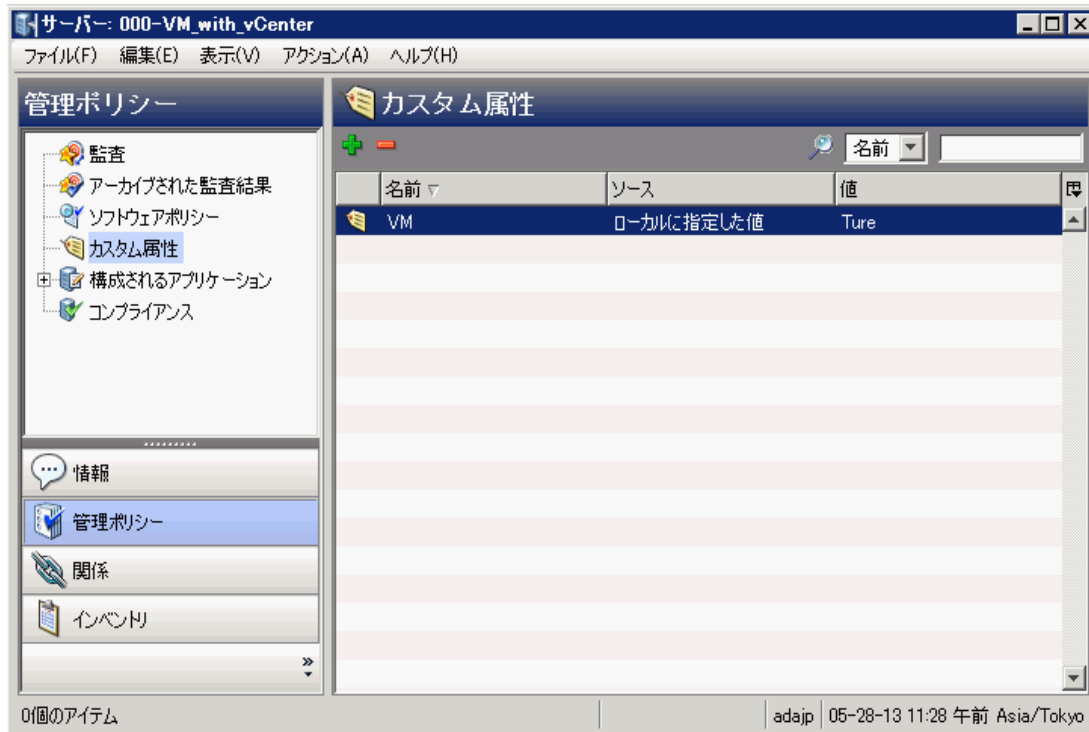 サーバー: 000-VM_with_vCenter
ファイル(F) 編集(E) 表示(V) アクション(A) ヘルプ(H)
管理ポリシー
監査
アーカイブされた監査結果
ソフトウェアポリシー
カスタム属性
構成されるアプリケーション
コンプライアンス
情報
管理ポリシー
関係
インベントリ
カスタム属性
名前
名前 ソース 値
VM ローカルに指定した値 Ture
0個のアイテム adajp 05-28-13 11:28 午前 Asia/Tokyo